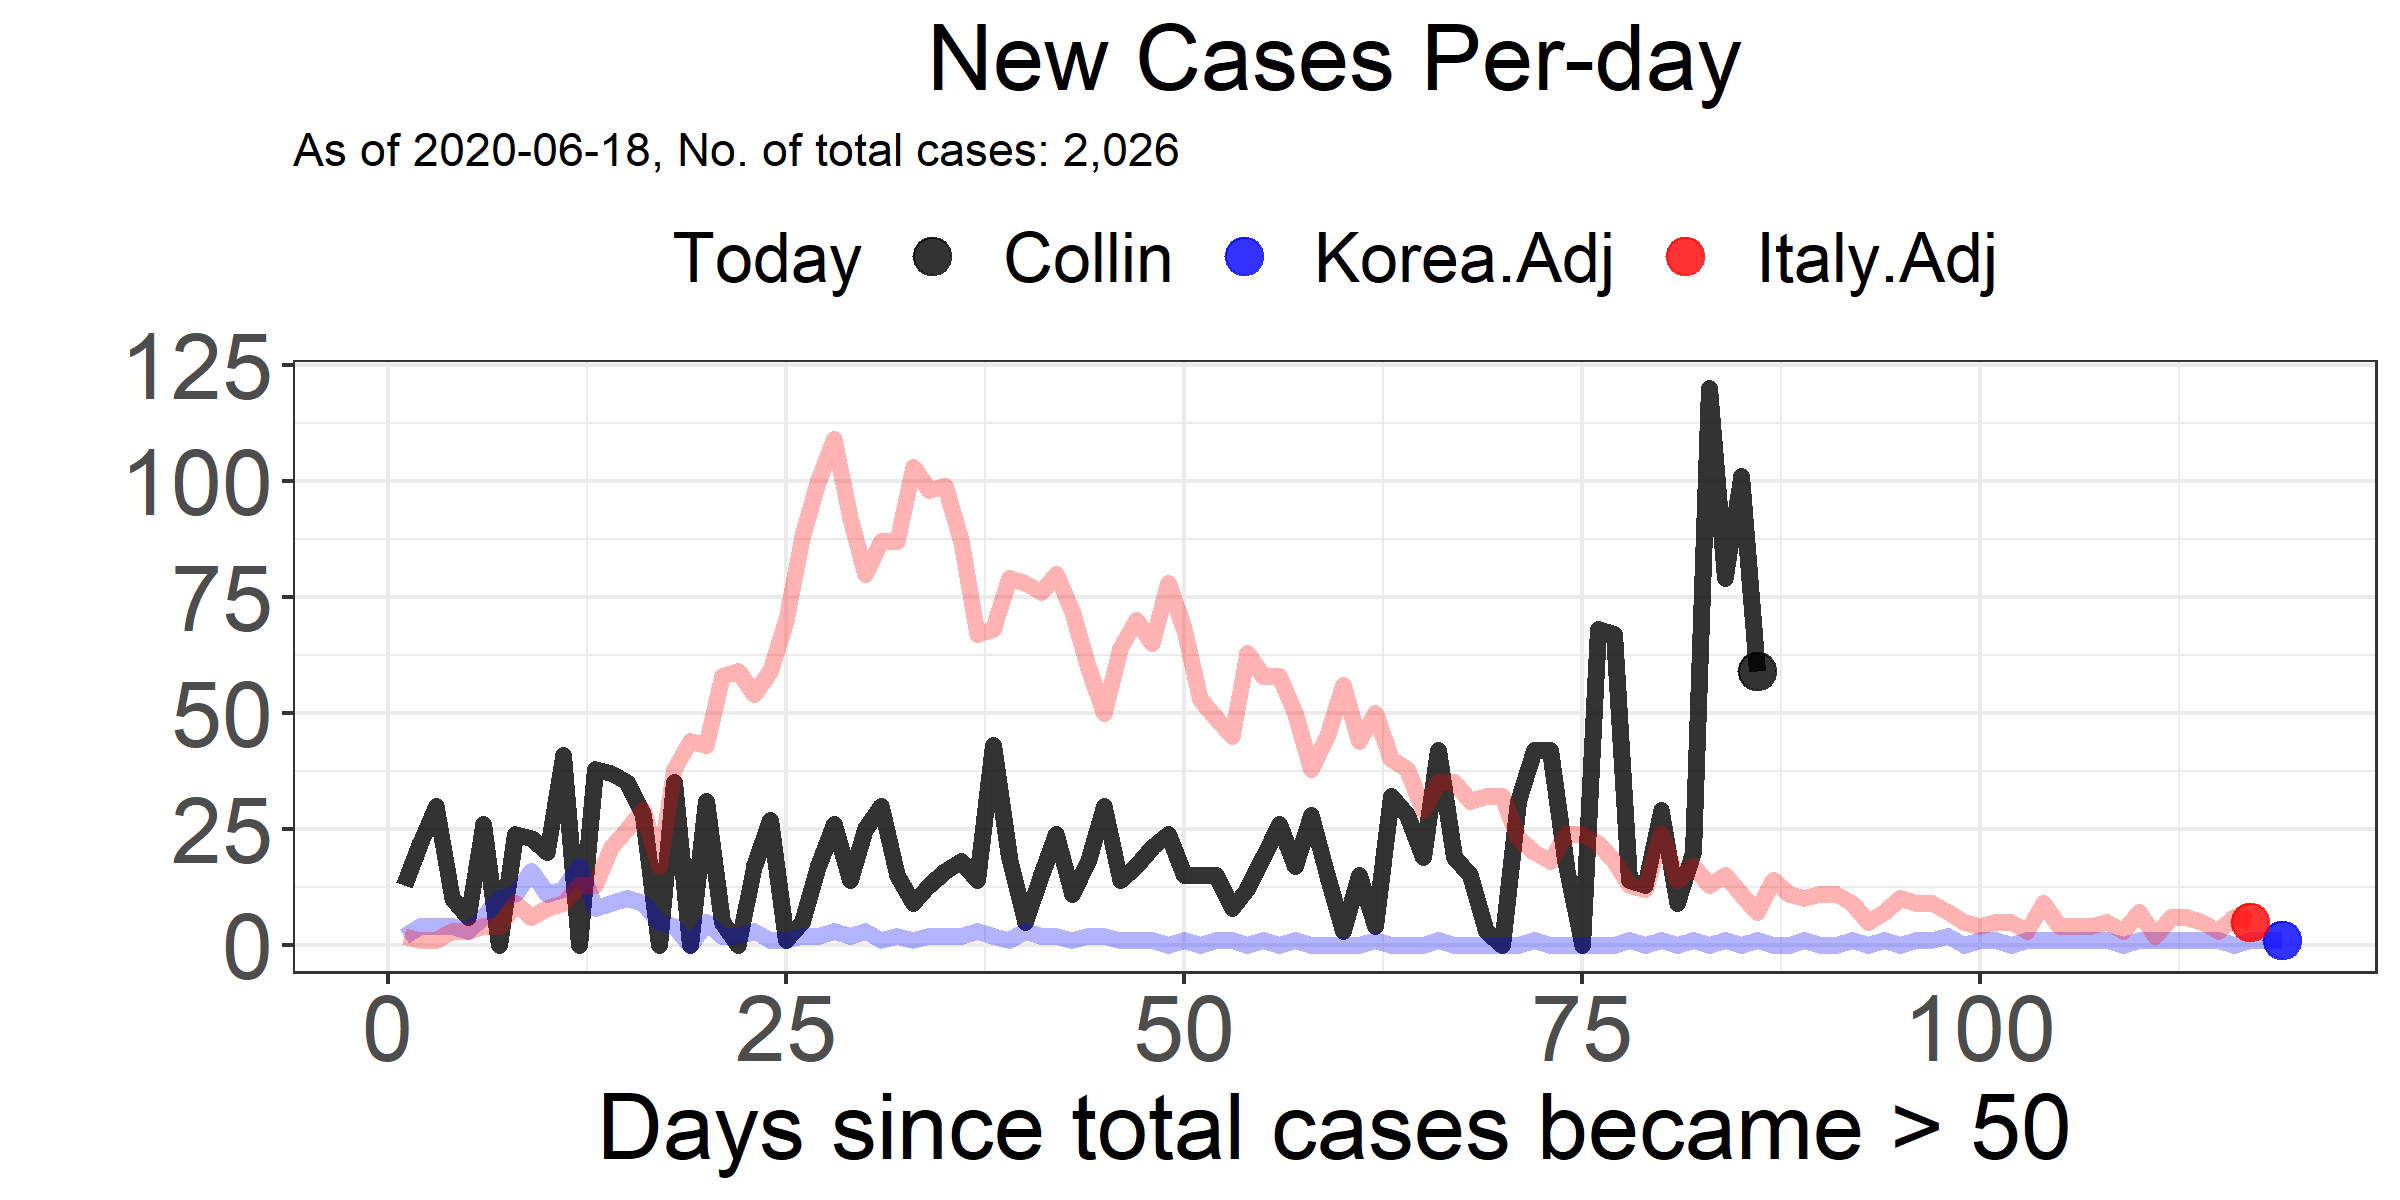 New Cases Per-day
As of 2020-06-18, No. of total cases: 2,026
Today Collin Korea.Adj Italy.Adj
125
100
75
50
25
0
0 25 50 75 100
Days since total cases became > 50